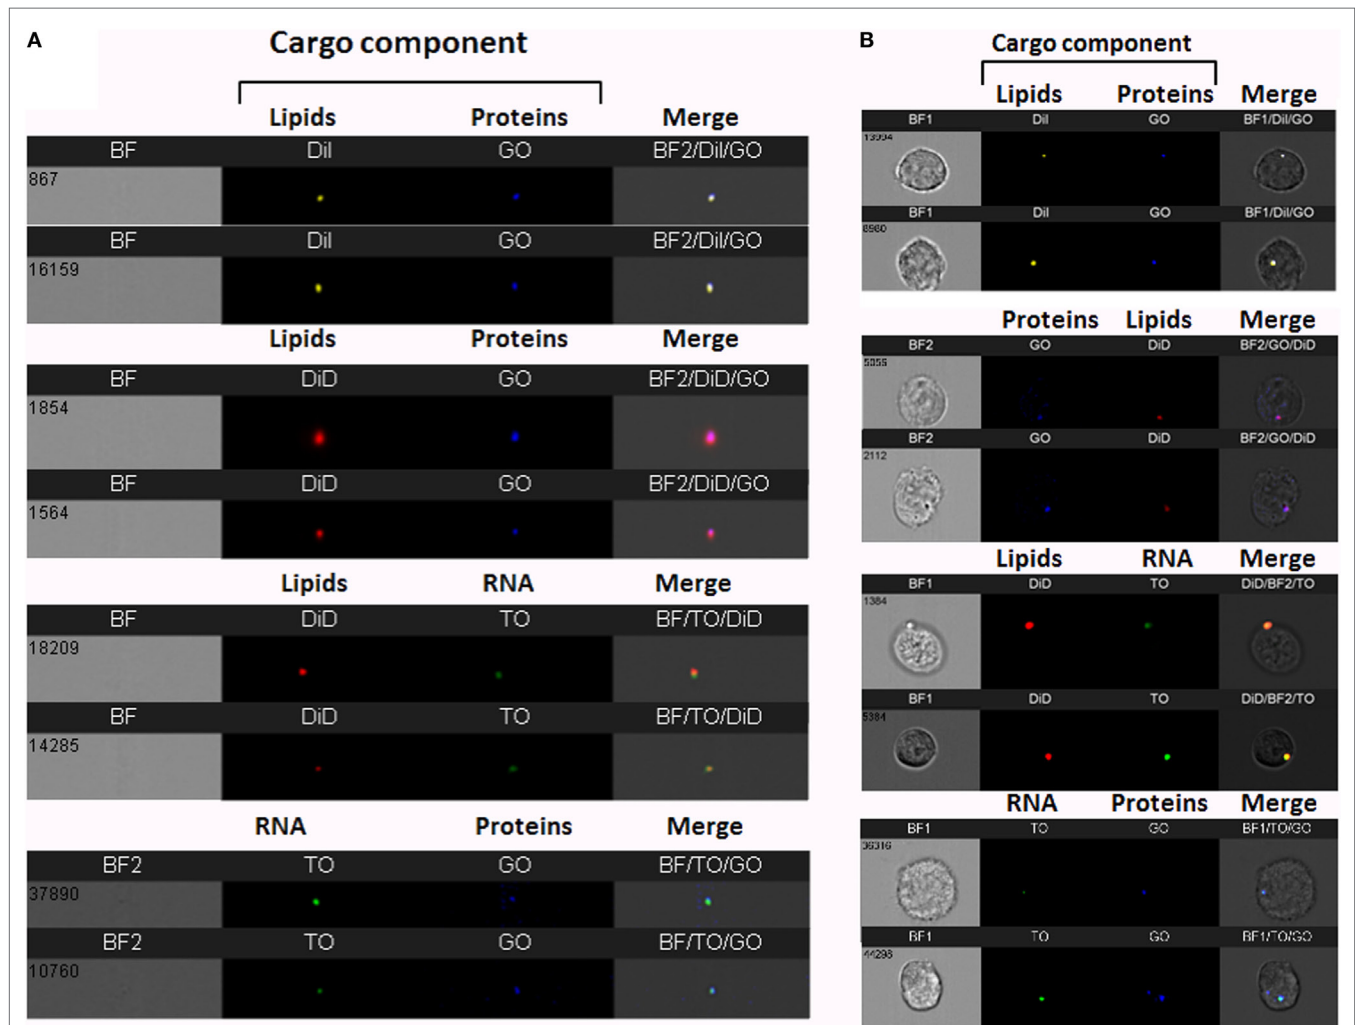 A
Cargo component
Lipids Proteins Merge
BF DiI GO BF2/DiI/GO
867
BF DiI GO BF2/DiI/GO
16159
Lipids Proteins Merge
BF DiD GO BF2/DiD/GO
1854
BF DiD GO BF2/DiD/GO
1564
Lipids RNA Merge
BF DiD TO BF/TO/DiD
18209
BF DiD TO BF/TO/DiD
14285
RNA Proteins Merge
BF2 TO GO BF/TO/GO
37890
BF2 TO GO BF/TO/GO
10760
B
Cargo component
Lipids Proteins Merge
BF1 DiI GO BF1/DiI/GO
13994
BF1 DiI GO BF1/DiI/GO
8980
Proteins Lipids Merge
BF2 GO DiD BF2/GO/DiD
5055
BF2 GO DiD BF2/GO/DiD
2112
Lipids RNA Merge
BF1 DiD TO DiD/BF2/TO
1384
BF1 DiD TO DiD/BF2/TO
5384
RNA Proteins Merge
BF1 TO GO BF1/TO/GO
36316
BF1 TO GO BF1/TO/GO
44298